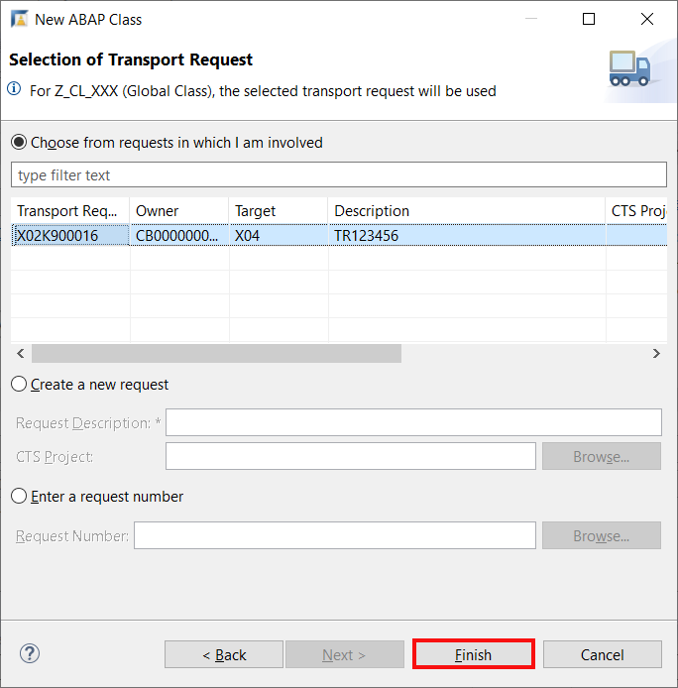 New ABAP Class
Selection of Transport Request
For Z_CL_XXX (Global Class), the selected transport request will be used
Choose from requests in which I am involved
type filter text
Transport Req... Owner Target Description CTS Proj
X02K900016 CB0000000... X04 TR123456
Create a new request
Request Description: *
CTS Project: Browse...
Enter a request number
Request Number: Browse...
? < Back Next > Finish Cancel